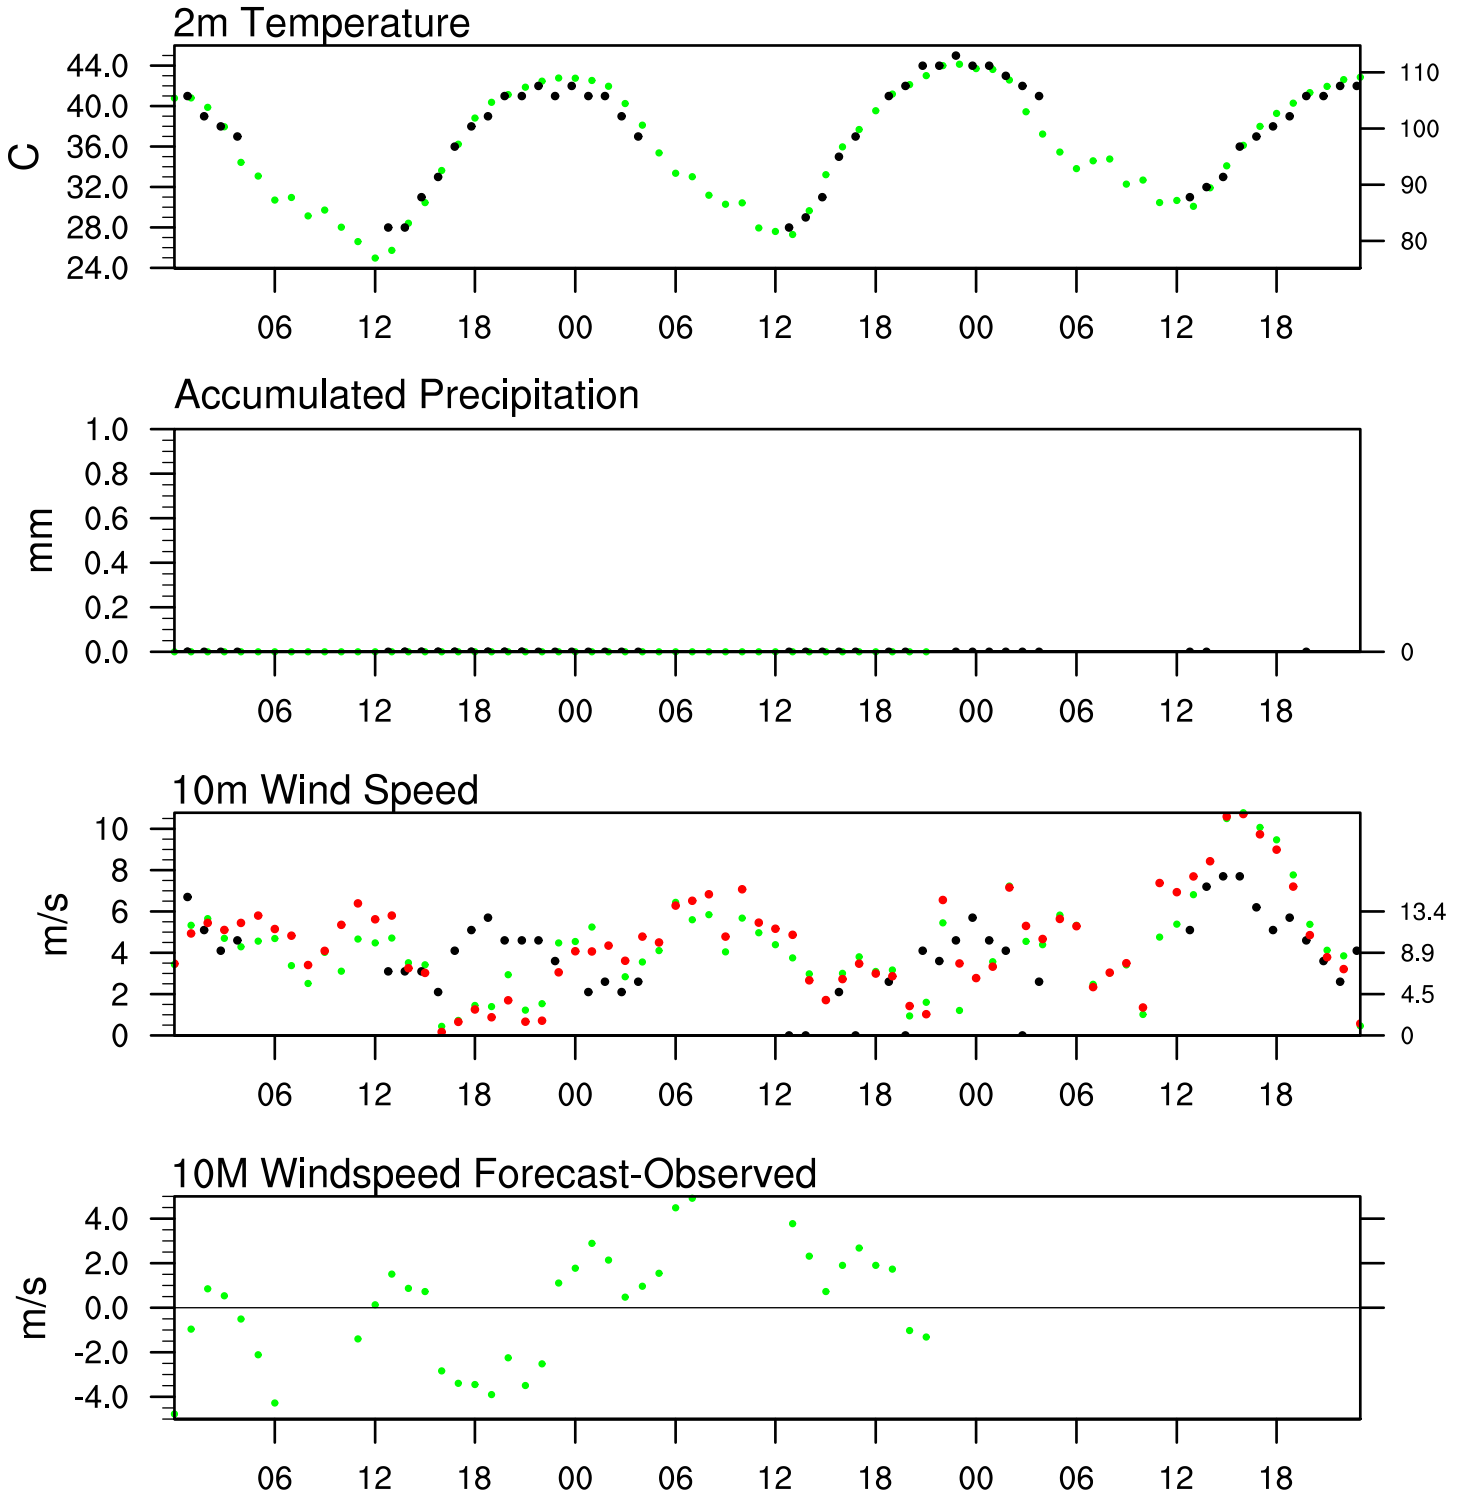 2m Temperature
44.0
40.0
36.0
32.0
28.0
24.0
C
110
100
90
80
06 12 18 00 06 12 18 00 06 12 18
Accumulated Precipitation
1.0
0.8
0.6
0.4
0.2
0.0
mm
0
06 12 18 00 06 12 18 00 06 12 18
10m Wind Speed
10
8
6
4
2
0
m/s
13.4
8.9
4.5
0
06 12 18 00 06 12 18 00 06 12 18
10M Windspeed Forecast-Observed
4.0
2.0
0.0
-2.0
-4.0
m/s
06 12 18 00 06 12 18 00 06 12 18